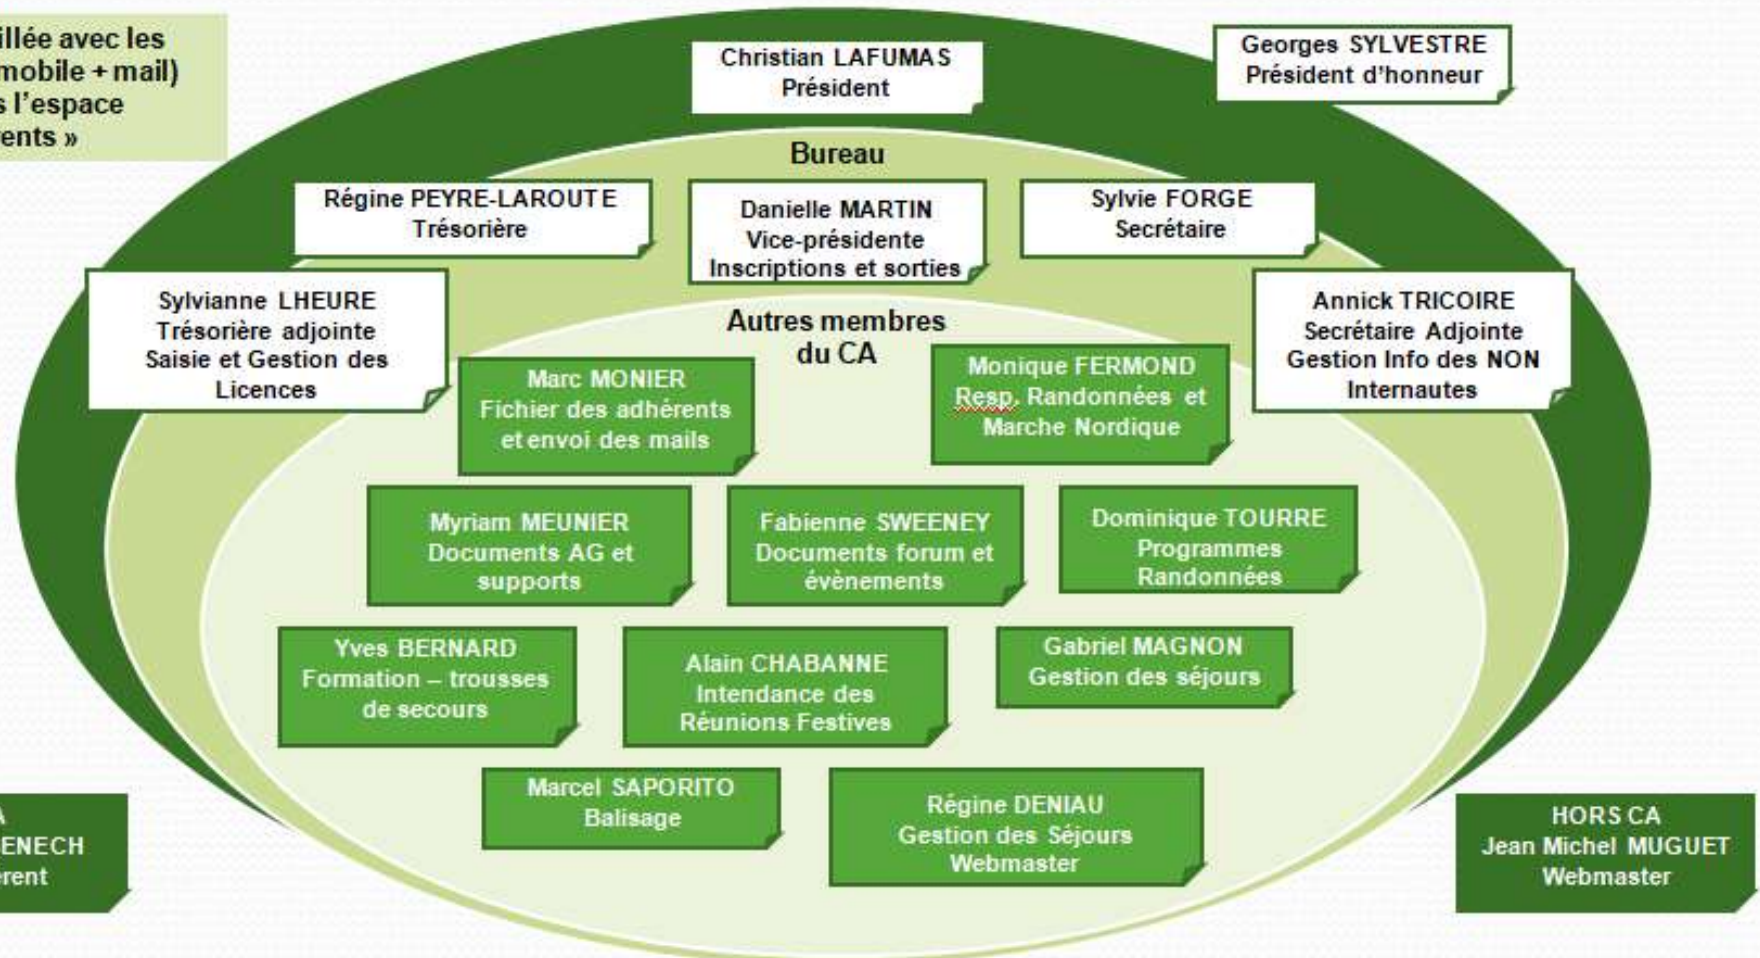 avec les
mobile + mail)
l'espace
»
Christian LAFUMAS
Président
Georges SYLVESTRE
Président d'honneur
Bureau
Régine PEYRE-LAROUTE
Trésorière
Danielle MARTIN
Vice-présidente
Inscriptions et sorties
Sylvie FORGE
Secrétaire
Sylvianne LHEURE
Trésorière adjointe
Saisie et Gestion des
Licences
Annick TRICOIRE
Secrétaire Adjointe
Gestion Info des NON
Internautes
Autres membres
du CA
Marc MONIER
Fichier des adhérents
et envoi des mails
Monique FERMOND
Resp. Randonnées et
Marche Nordique
Myriam MEUNIER
Documents AG et
supports
Fabienne SWEENEY
Documents forum et
évènements
Dominique TOURRE
Programmes
Randonnées
Yves BERNARD
Formation – trousses
de secours
Alain CHABANNE
Intendance des
Réunions Festives
Gabriel MAGNON
Gestion des séjours
Marcel SAPORITO
Balisage
Régine DENIAU
Gestion des Séjours
Webmaster
HORS CA
Jean Michel MUGUET
Webmaster